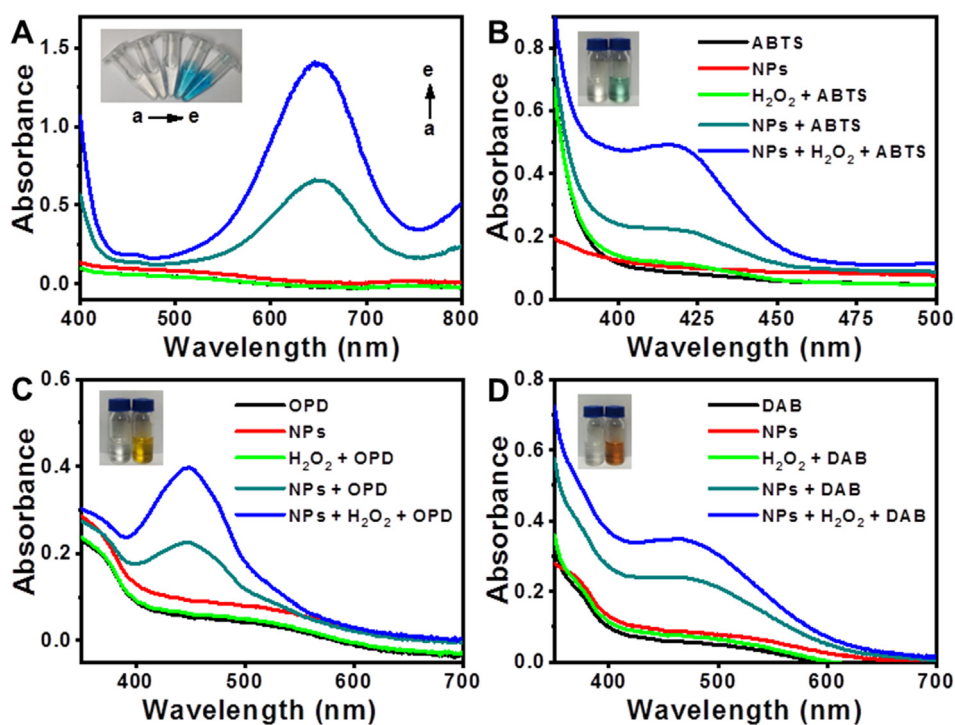 A
1.5
1.0
0.5
0.0
Absorbance
a → e
e
a
400 500 600 700 800
Wavelength (nm)
B
0.8
0.6
0.4
0.2
0.0
Absorbance
ABTS
NPs
H₂O₂ + ABTS
NPs + ABTS
NPs + H₂O₂ + ABTS
400 425 450 475 500
Wavelength (nm)
C
0.6
0.4
0.2
0.0
Absorbance
OPD
NPs
H₂O₂ + OPD
NPs + OPD
NPs + H₂O₂ + OPD
400 500 600 700
Wavelength (nm)
D
0.8
0.6
0.4
0.2
0.0
Absorbance
DAB
NPs
H₂O₂ + DAB
NPs + DAB
NPs + H₂O₂ + DAB
400 500 600 700
Wavelength (nm)